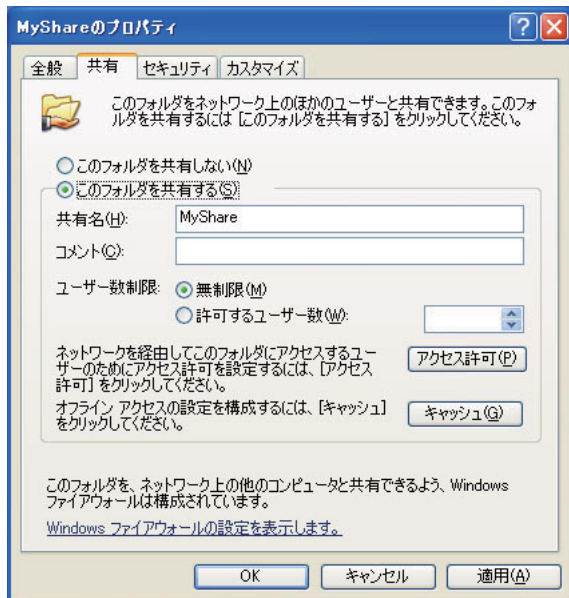 MyShareのプロパティ
全般 共有 セキュリティ カスタマイズ
このフォルダをネットワーク上のほかのユーザーと共有できます。このフォ
ルダを共有するには [このフォルダを共有する] をクリックしてください。
このフォルダを共有しない(N)
このフォルダを共有する(S)
共有名(H): MyShare
コメント(C):
ユーザー数制限: 無制限(M)
許可するユーザー数(W):
ネットワークを経由してこのフォルダにアクセスするユー
ザーのためにアクセス許可を設定するには、[アクセス
許可] をクリックしてください。
アクセス許可(P)
オフライン アクセスの設定を構成するには、[キャッシュ]
をクリックしてください。
キャッシュ(G)
このフォルダを、ネットワーク上の他のコンピュータと共有できるよう、Windows
ファイアウォールは構成されています。
Windows ファイアウォールの設定を表示します。
OK キャンセル 適用(A)